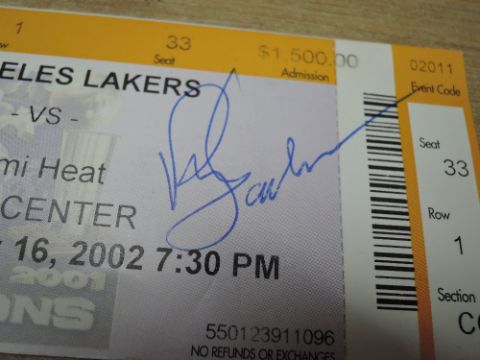 1 33 $1,500.00 02011
ow Seat Admission Event Code
ELES LAKERS
- VS -
mi Heat
CENTER
16, 2002 7:30 PM
2001
ONS
550123911096
NO REFUNDS OR EXCHANGES
Seat
33
Row
1
Section